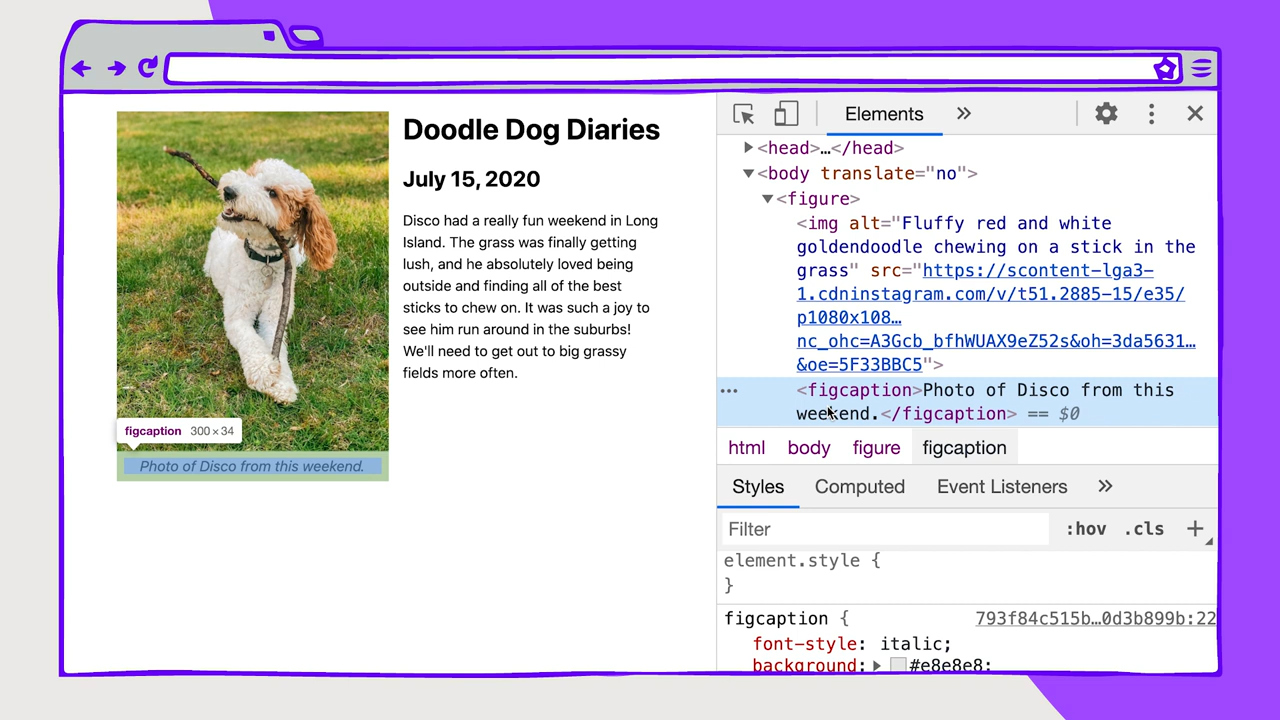 Doodle Dog Diaries
July 15, 2020
Disco had a really fun weekend in Long
Island. The grass was finally getting
lush, and he absolutely loved being
outside and finding all of the best
sticks to chew on. It was such a joy to
see him run around in the suburbs!
We'll need to get out to big grassy
fields more often.
figcaption 300 × 34
Photo of Disco from this weekend.
Elements »
<head>…</head>
<body translate="no">
<figure>
<img alt="Fluffy red and white
goldendoodle chewing on a stick in the
grass" src="https://scontent-lga3-
1.cdninstagram.com/v/t51.2885-15/e35/
p1080x108…
nc_ohc=A3Gcb_bfhWUAX9eZ52s&oh=3da5631…
&oe=5F33BBC5">
<figcaption>Photo of Disco from this
weekend.</figcaption> == $0
html body figure figcaption
Styles Computed Event Listeners »
Filter :hov .cls +
element.style {
}
figcaption { 793f84c515b…0d3b899b:22
font-style: italic;
background: #e8e8e8;